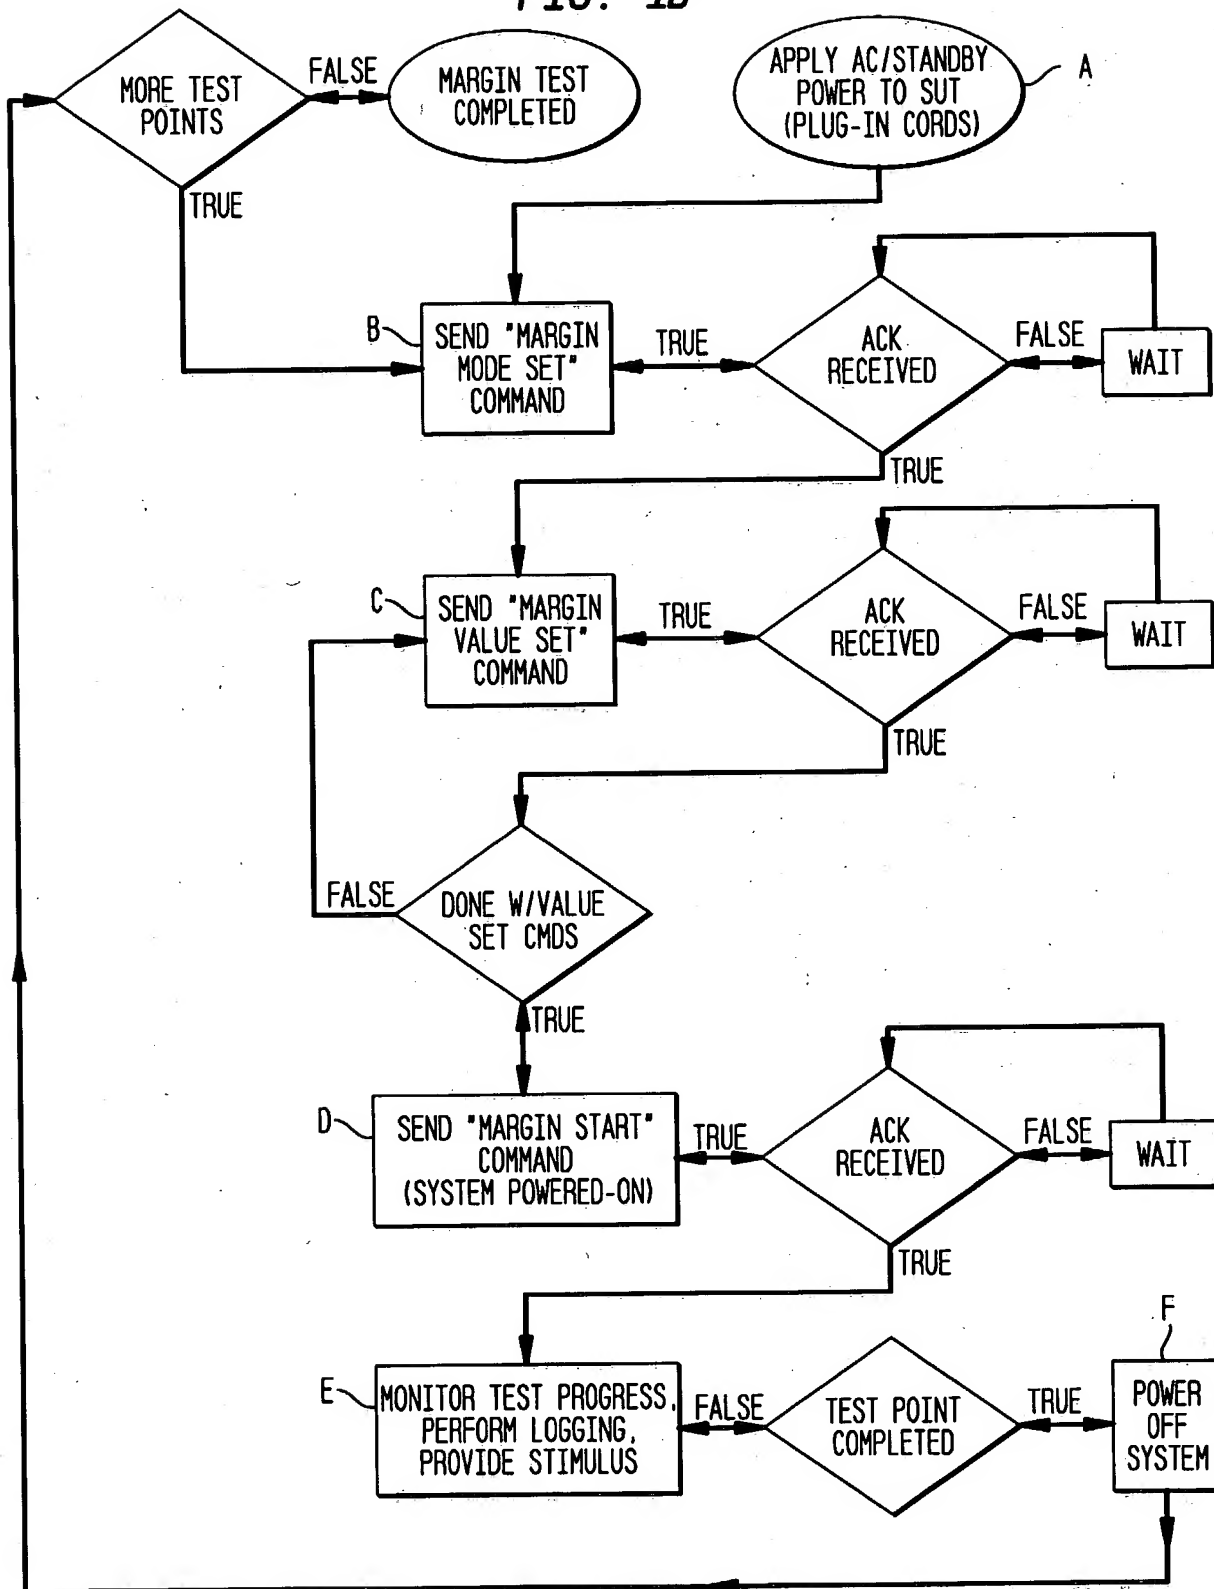 MORE TEST
POINTS
FALSE
MARGIN TEST
COMPLETED
APPLY AC/STANDBY
POWER TO SUT
(PLUG-IN CORDS)
A
TRUE
B
SEND "MARGIN
MODE SET"
COMMAND
TRUE
ACK
RECEIVED
FALSE
WAIT
TRUE
C
SEND "MARGIN
VALUE SET"
COMMAND
TRUE
ACK
RECEIVED
FALSE
WAIT
TRUE
FALSE
DONE W/VALUE
SET CMDS
TRUE
D
SEND "MARGIN START"
COMMAND
(SYSTEM POWERED-ON)
TRUE
ACK
RECEIVED
FALSE
WAIT
TRUE
E
MONITOR TEST PROGRESS,
PERFORM LOGGING,
PROVIDE STIMULUS
FALSE
TEST POINT
COMPLETED
TRUE
F
POWER
OFF
SYSTEM